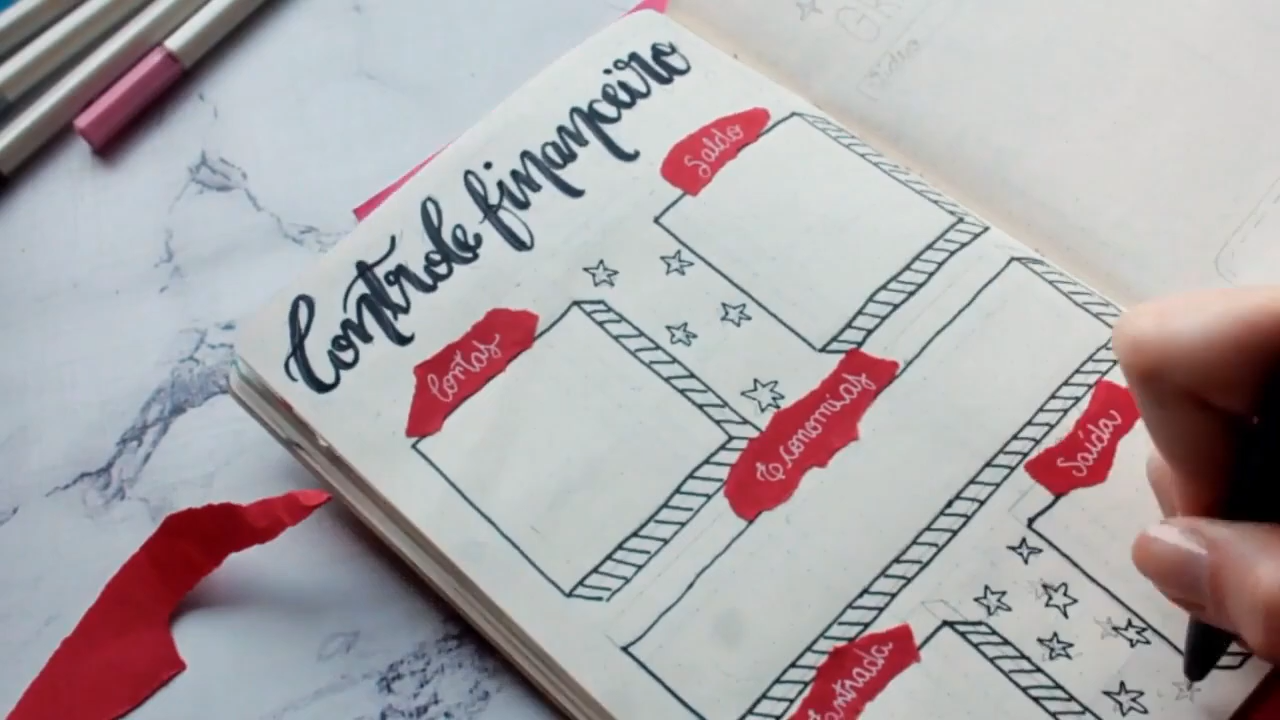 Controle financeiro
Saldo
Contas
Economias
Saída
Entrada